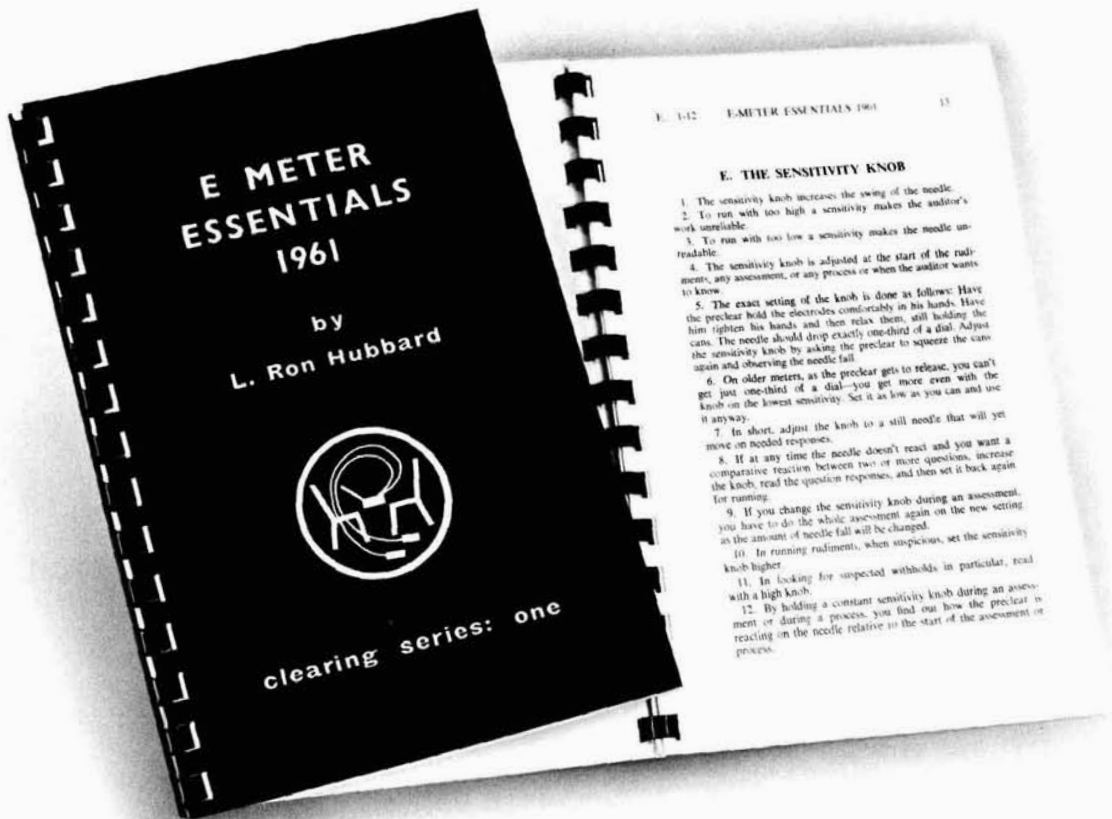 E METER
ESSENTIALS
1961
by
L. Ron Hubbard
clearing series: one
E. 1-12 E-METER ESSENTIALS 1961 13
E. THE SENSITIVITY KNOB
1. The sensitivity knob increases the swing of the needle.
2. To run with too high a sensitivity makes the auditor's
work unreliable.
3. To run with too low a sensitivity makes the needle un-
readable.
4. The sensitivity knob is adjusted at the start of the rudi-
ments, any assessment, or any process or when the auditor wants
to know.
5. The exact setting of the knob is done as follows: Have
the preclear hold the electrodes comfortably in his hands. Have
him tighten his hands and then relax them, still holding the
cans. The needle should drop exactly one-third of a dial. Adjust
the sensitivity knob by asking the preclear to squeeze the cans
again and observing the needle fall.
6. On older meters, as the preclear gets to release, you can't
get just one-third of a dial—you get more even with the
knob on the lowest sensitivity. Set it as low as you can and use
it anyway.
7. In short, adjust the knob to a still needle that will yet
move on needed responses.
8. If at any time the needle doesn't react and you want a
comparative reaction between two or more questions, increase
the knob, read the question responses, and then set it back again
for running.
9. If you change the sensitivity knob during an assessment,
you have to do the whole assessment again on the new setting
as the amount of needle fall will be changed.
10. In running rudiments, when suspicious, set the sensitivity
knob higher.
11. In looking for suspected withholds in particular, read
with a high knob.
12. By holding a constant sensitivity knob during an assess-
ment or during a process, you find out how the preclear is
reacting on the needle relative to the start of the assessment or
process.